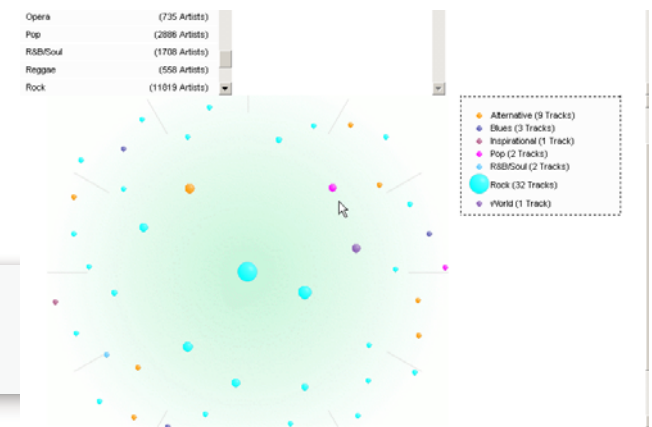 Opera (735 Artists)
Pop (2886 Artists)
R&B/Soul (1708 Artists)
Reggae (558 Artists)
Rock (11819 Artists)
Alternative (9 Tracks)
Blues (3 Tracks)
Inspirational (1 Track)
Pop (2 Tracks)
R&B/Soul (2 Tracks)
Rock (32 Tracks)
World (1 Track)